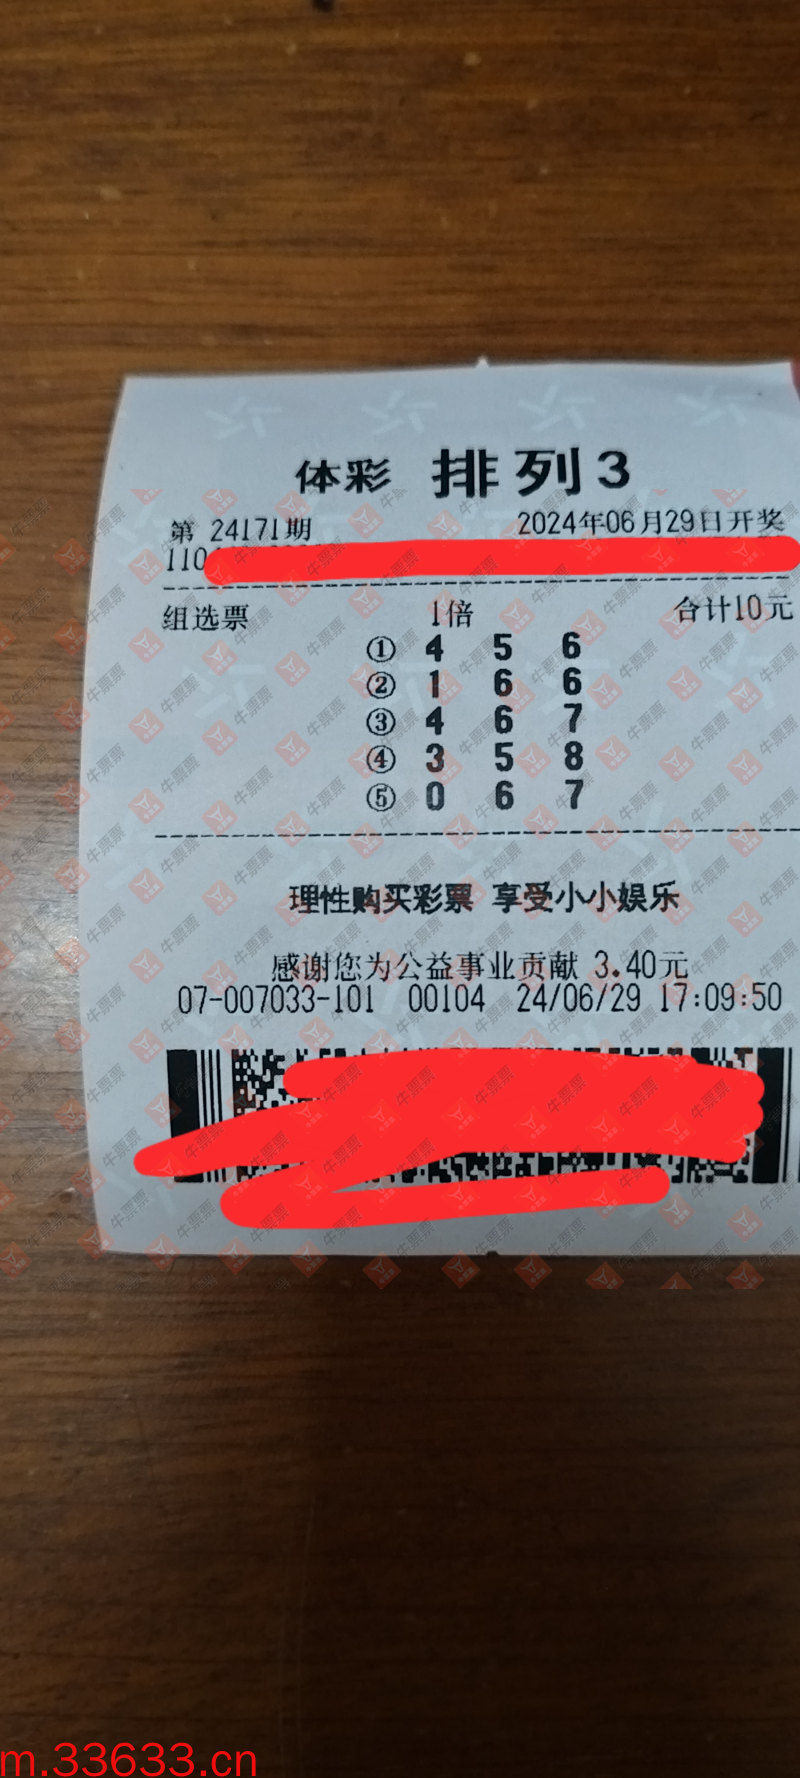 体彩 排列3
第 24171期 2024年06月29日开奖
110
组选票 1倍 合计10元
① 4 5 6
② 1 6 6
③ 4 6 7
④ 3 5 8
⑤ 0 6 7
理性购买彩票 享受小小娱乐
感谢您为公益事业贡献 3.40元
07-007033-101 00104 24/06/29 17:09:50
牛票票
m.33633.cn